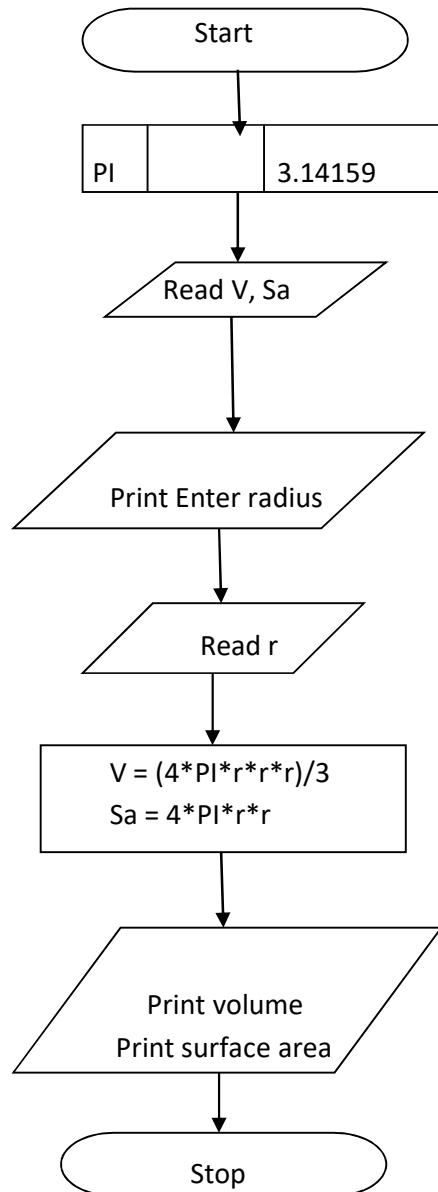 Start
PI 3.14159
Read V, Sa
Print Enter radius
Read r
V = (4*PI*r*r*r)/3
Sa = 4*PI*r*r
Print volume
Print surface area
Stop